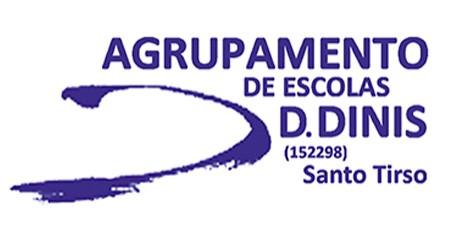 AGRUPAMENTO
DE ESCOLAS
D. DINIS
(152298)
Santo Tirso